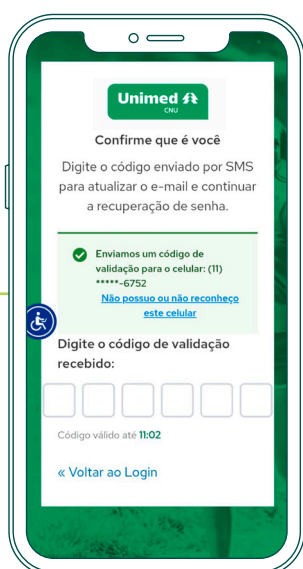 Unimed
CNU
Confirme que é você
Digite o código enviado por SMS
para atualizar o e-mail e continuar
a recuperação de senha.
Enviamos um código de
validação para o celular: (11)
*****-6752
Não possuo ou não reconheço
este celular
Digite o código de validação
recebido:
Código válido até 11:02
« Voltar ao Login